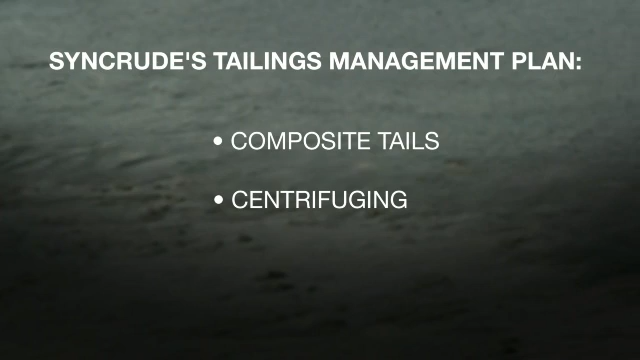 SYNCRUDE'S TAILINGS MANAGEMENT PLAN:
• COMPOSITE TAILS
• CENTRIFUGING